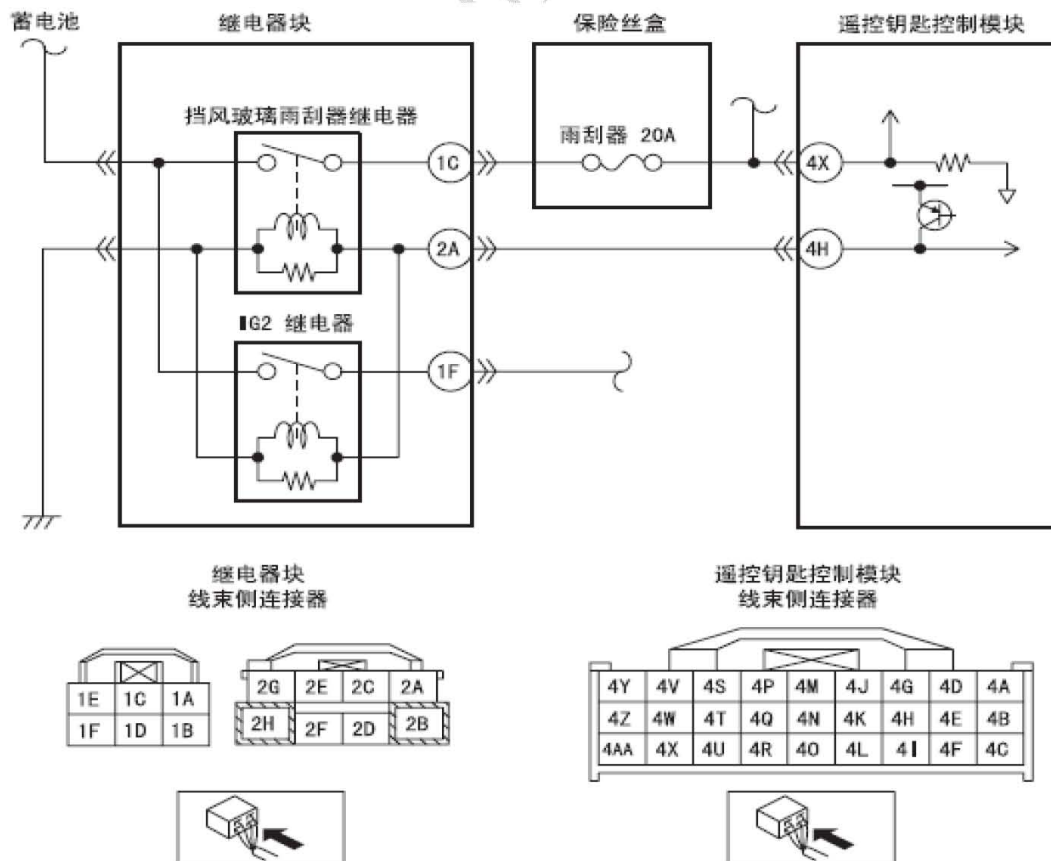 蓄电池
继电器块
保险丝盒
遥控钥匙控制模块
挡风玻璃雨刮器继电器
雨刮器 20A
1C
4X
2A
4H
IG2 继电器
1F
继电器块
线束侧连接器
遥控钥匙控制模块
线束侧连接器
1E 1C 1A
1F 1D 1B
2G 2E 2C 2A
2H 2F 2D 2B
4Y 4V 4S 4P 4M 4J 4G 4D 4A
4Z 4W 4T 4Q 4N 4K 4H 4E 4B
4AA 4X 4U 4R 4O 4L 4I 4F 4C